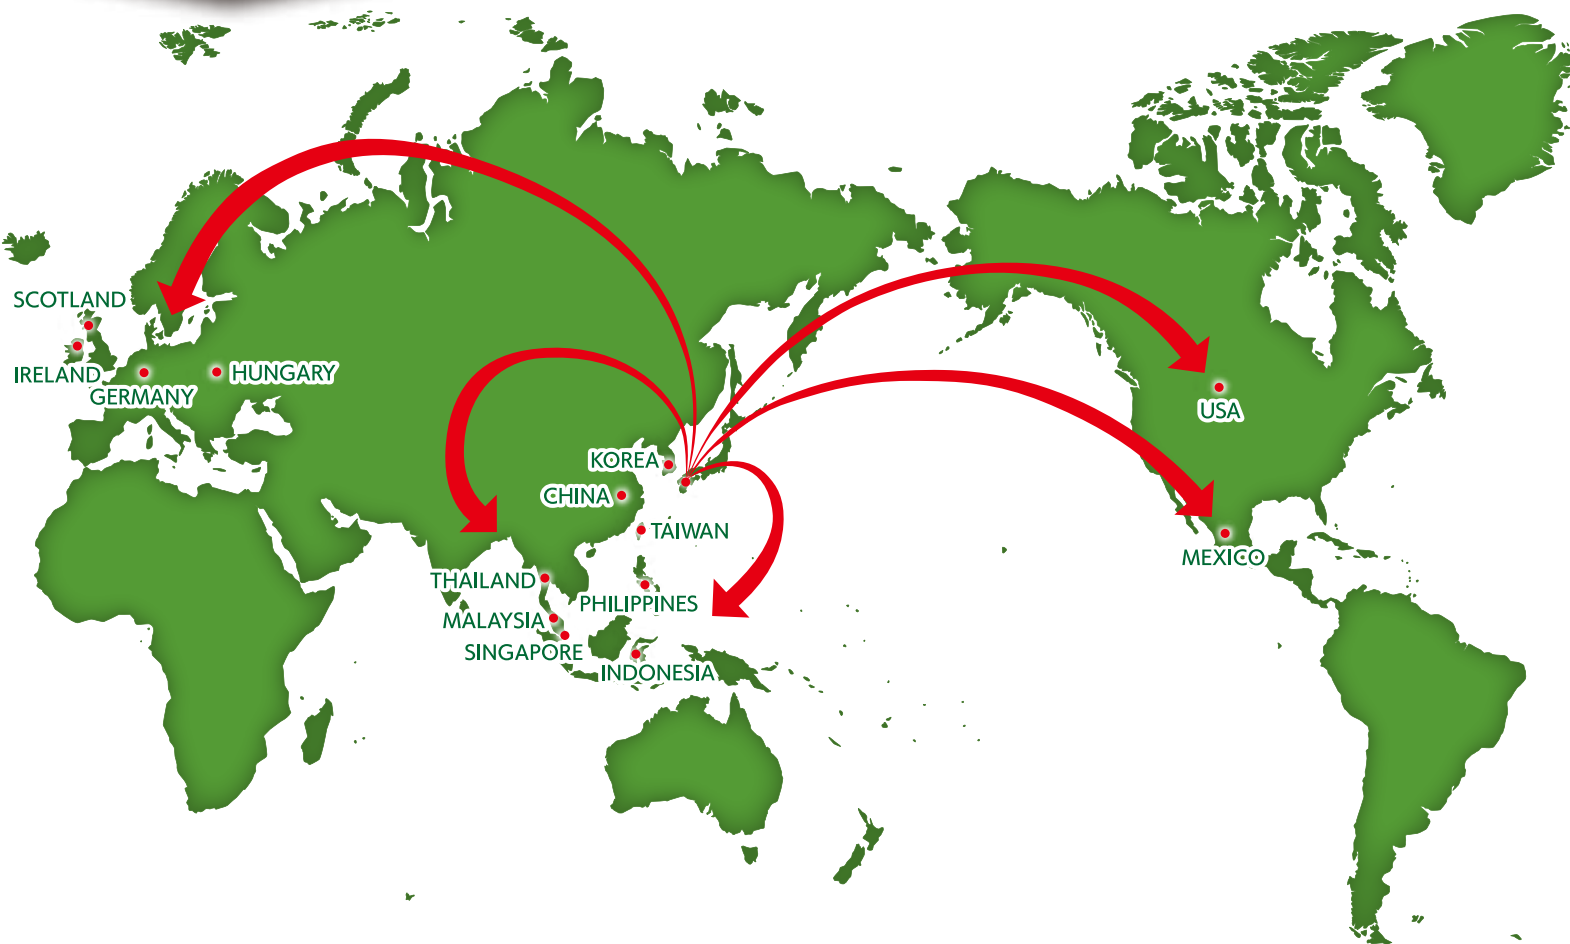 SCOTLAND
IRELAND
GERMANY
HUNGARY
USA
KOREA
CHINA
TAIWAN
MEXICO
THAILAND
PHILIPPINES
MALAYSIA
SINGAPORE
INDONESIA